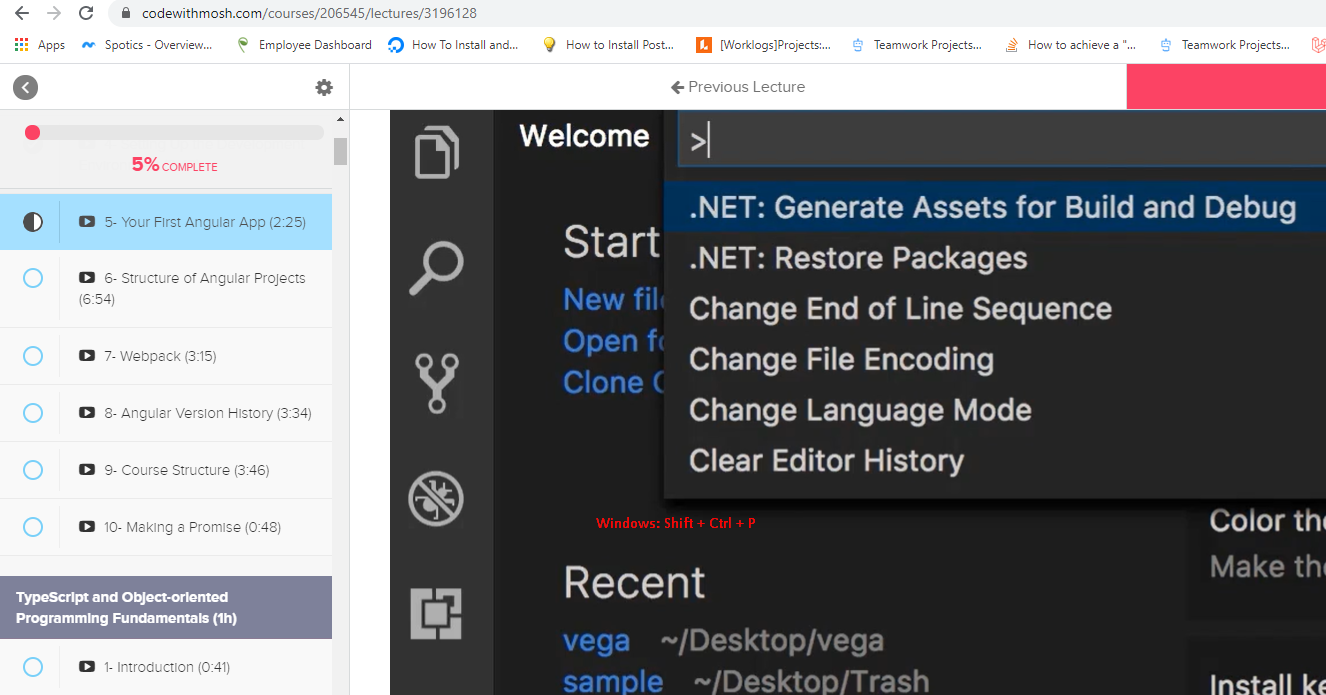 codewithmosh.com/courses/206545/lectures/3196128
Apps Spotics - Overview... Employee Dashboard How To Install and... How to Install Post... [Worklogs]Projects:... Teamwork Projects... How to achieve a "... Teamwork Projects...
Previous Lecture
5% COMPLETE
5- Your First Angular App (2:25)
6- Structure of Angular Projects
(6:54)
7- Webpack (3:15)
8- Angular Version History (3:34)
9- Course Structure (3:46)
10- Making a Promise (0:48)
TypeScript and Object-oriented
Programming Fundamentals (1h)
1- Introduction (0:41)
Welcome
>
.NET: Generate Assets for Build and Debug
.NET: Restore Packages
Change End of Line Sequence
Change File Encoding
Change Language Mode
Clear Editor History
Start
New file
Open fo
Clone G
Windows: Shift + Ctrl + P
Recent
vega ~/Desktop/vega
sample ~/Desktop/Trash
Color the
Make the
Install ke